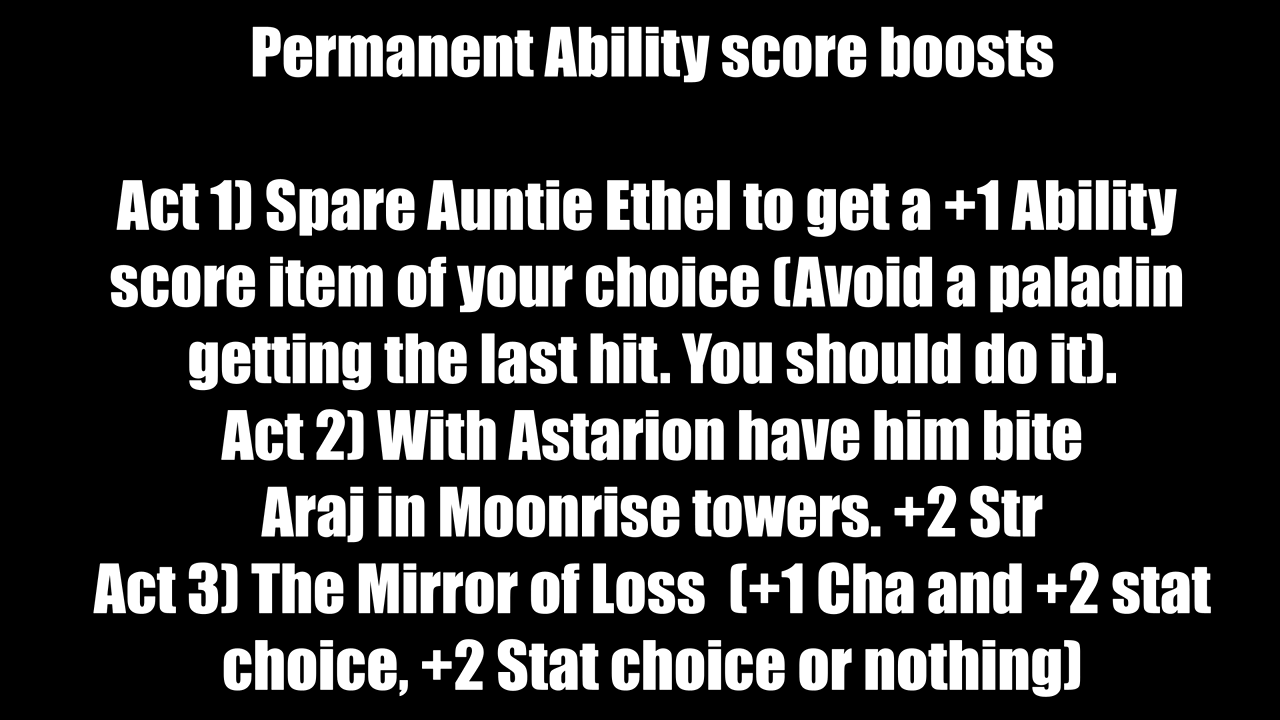 Permanent Ability score boosts
Act 1) Spare Auntie Ethel to get a +1 Ability
score item of your choice (Avoid a paladin
getting the last hit. You should do it).
Act 2) With Astarion have him bite
Araj in Moonrise towers. +2 Str
Act 3) The Mirror of Loss (+1 Cha and +2 stat
choice, +2 Stat choice or nothing)